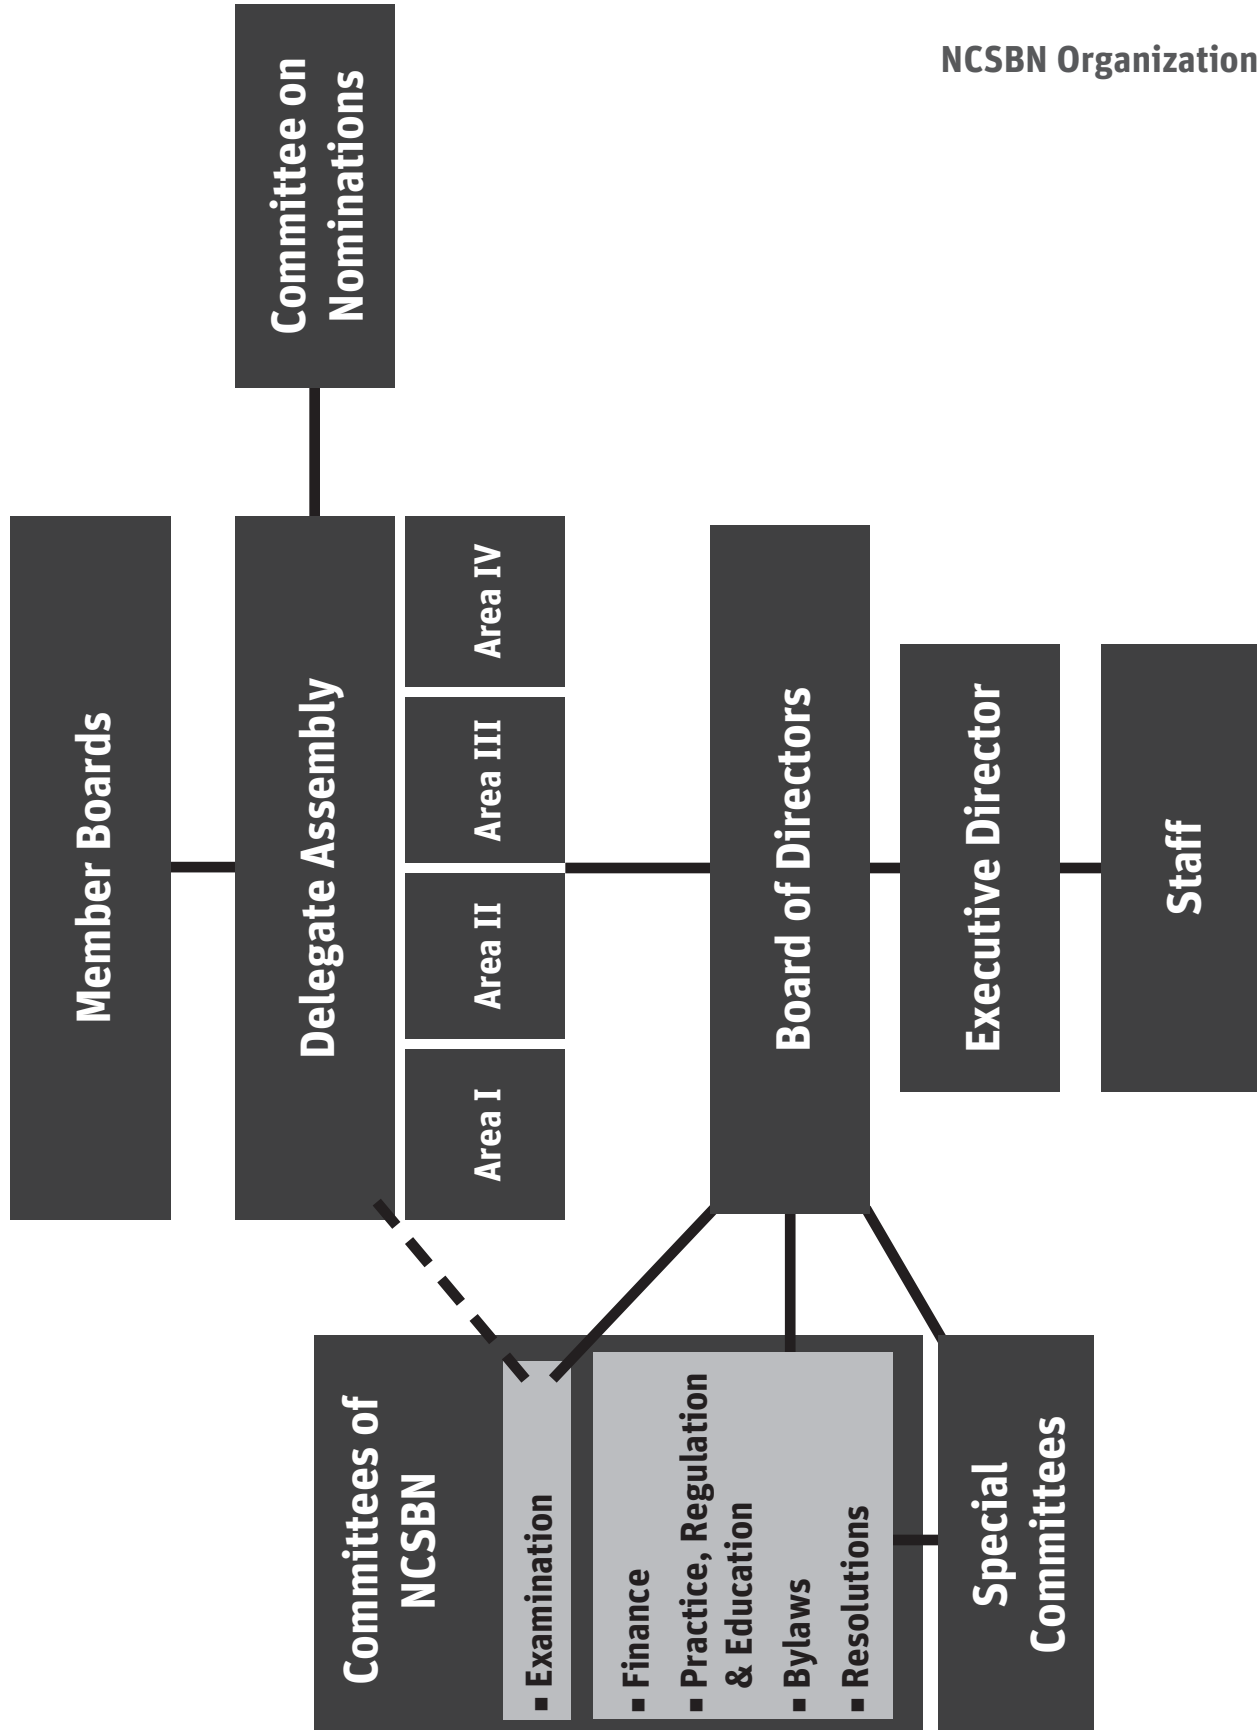 NCSBN Organization
Member Boards
Committee on
Nominations
Delegate Assembly
Area I
Area II
Area III
Area IV
Committees of
NCSBN
▪ Examination
▪ Finance
▪ Practice, Regulation
& Education
▪ Bylaws
▪ Resolutions
Board of Directors
Special
Committees
Executive Director
Staff